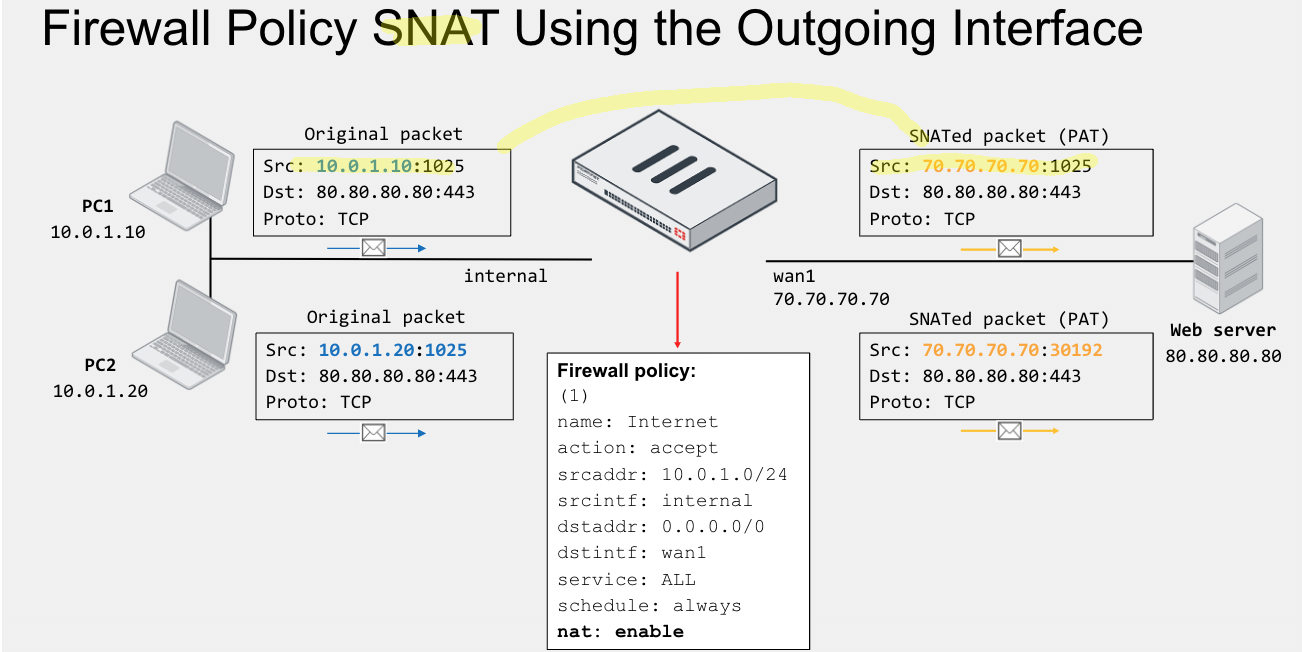 Firewall Policy SNAT Using the Outgoing Interface
Original packet
Src: 10.0.1.10:1025
Dst: 80.80.80.80:443
Proto: TCP
SNATed packet (PAT)
Src: 70.70.70.70:1025
Dst: 80.80.80.80:443
Proto: TCP
PC1
10.0.1.10
internal
wan1
70.70.70.70
Original packet
Src: 10.0.1.20:1025
Dst: 80.80.80.80:443
Proto: TCP
SNATed packet (PAT)
Src: 70.70.70.70:30192
Dst: 80.80.80.80:443
Proto: TCP
Web server
80.80.80.80
PC2
10.0.1.20
Firewall policy:
(1)
name: Internet
action: accept
srcaddr: 10.0.1.0/24
srcintf: internal
dstaddr: 0.0.0.0/0
dstintf: wan1
service: ALL
schedule: always
nat: enable